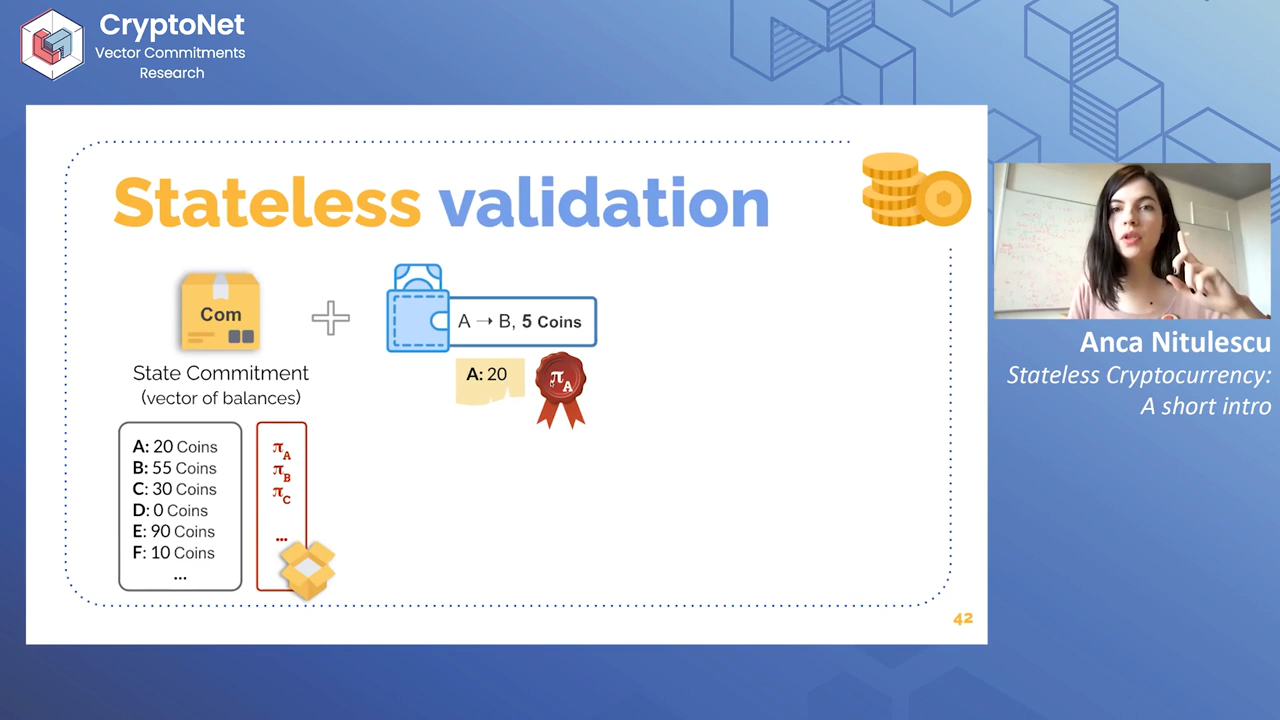 CryptoNet
Vector Commitments
Research
Stateless validation
Com
A → B, 5 Coins
A: 20
πA
State Commitment
(vector of balances)
A: 20 Coins
B: 55 Coins
C: 30 Coins
D: 0 Coins
E: 90 Coins
F: 10 Coins
...
πA
πB
πC
...
42
Anca Nitulescu
Stateless Cryptocurrency:
A short intro